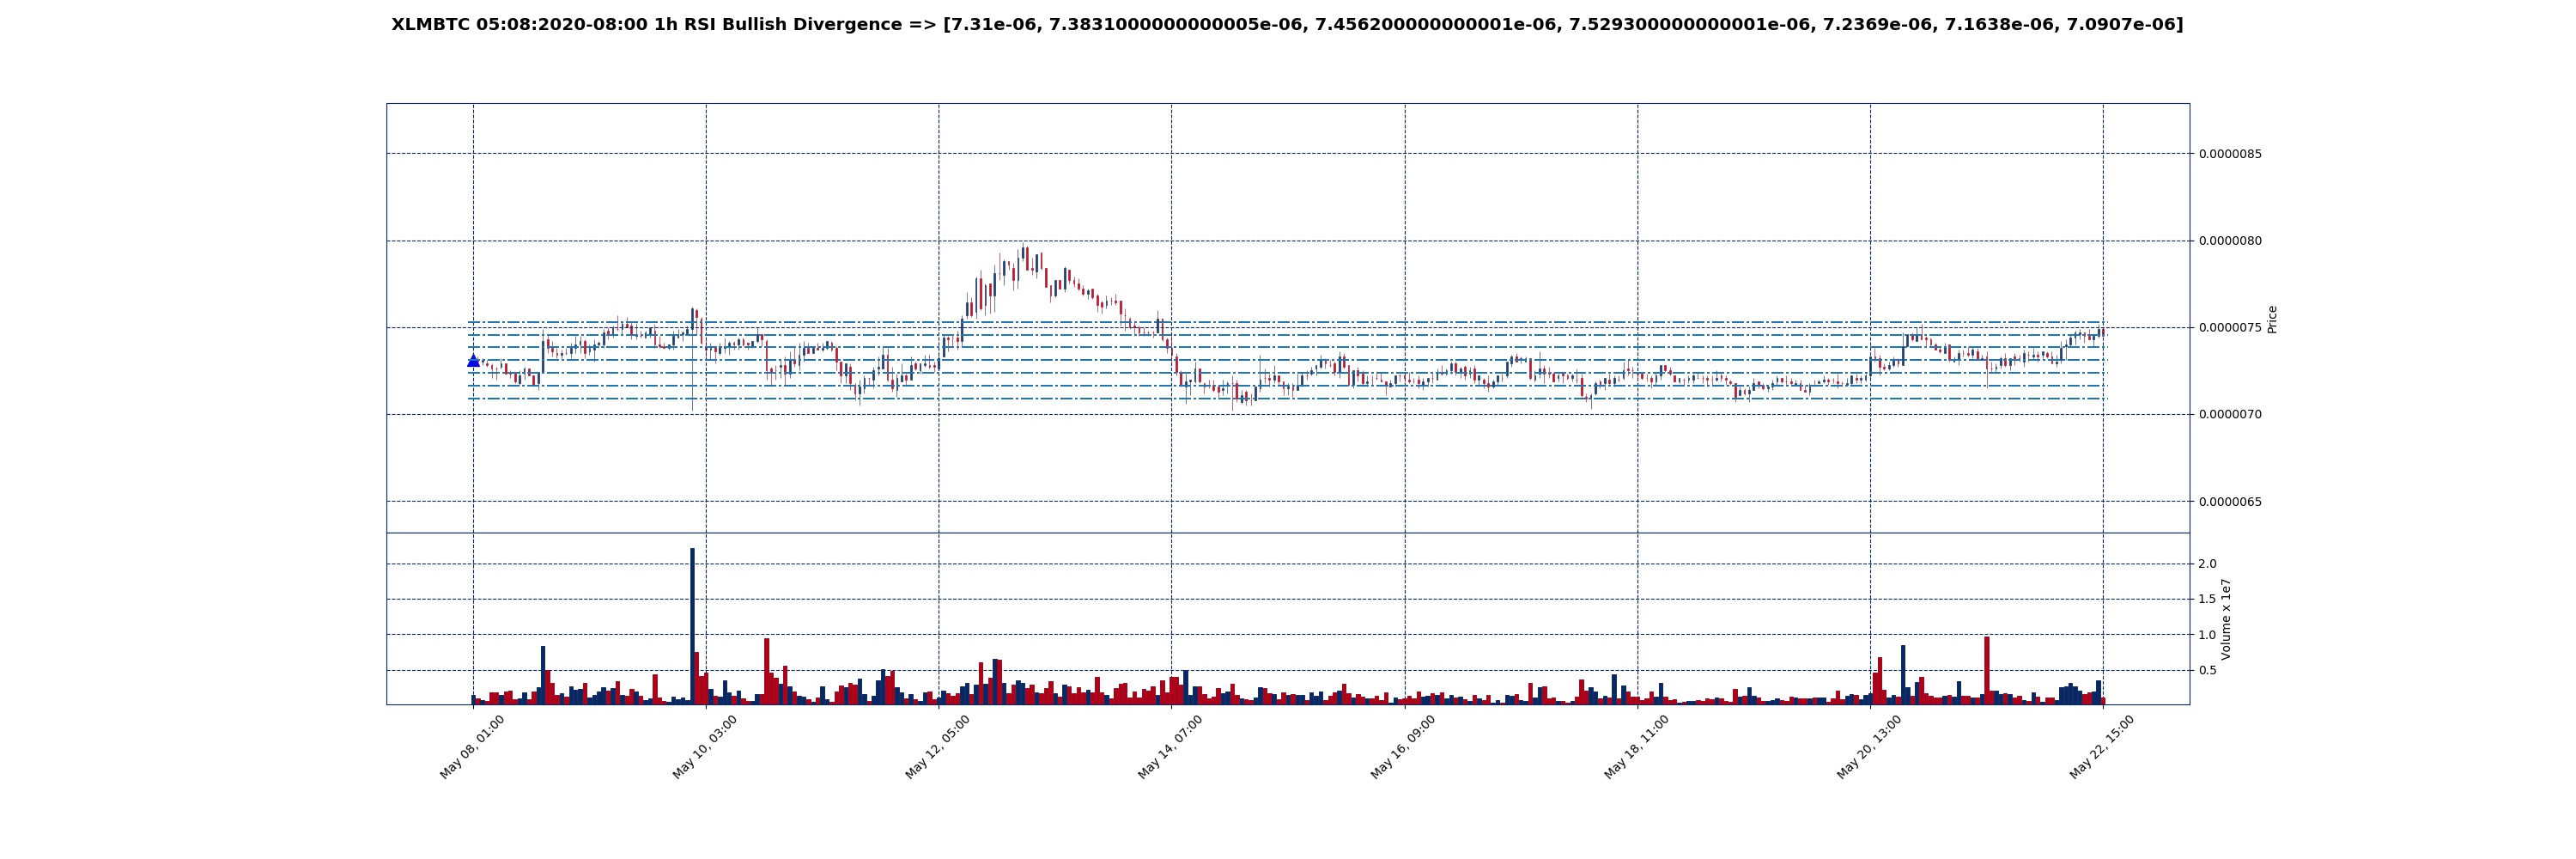 XLMBTC 05:08:2020-08:00 1h RSI Bullish Divergence => [7.31e-06, 7.3831000000000005e-06, 7.456200000000001e-06, 7.529300000000001e-06, 7.2369e-06, 7.1638e-06, 7.0907e-06]
0.0000085
0.0000080
0.0000075
0.0000070
0.0000065
Price
2.0
1.5
1.0
0.5
Volume x 1e7
May 08, 01:00
May 10, 03:00
May 12, 05:00
May 14, 07:00
May 16, 09:00
May 18, 11:00
May 20, 13:00
May 22, 15:00